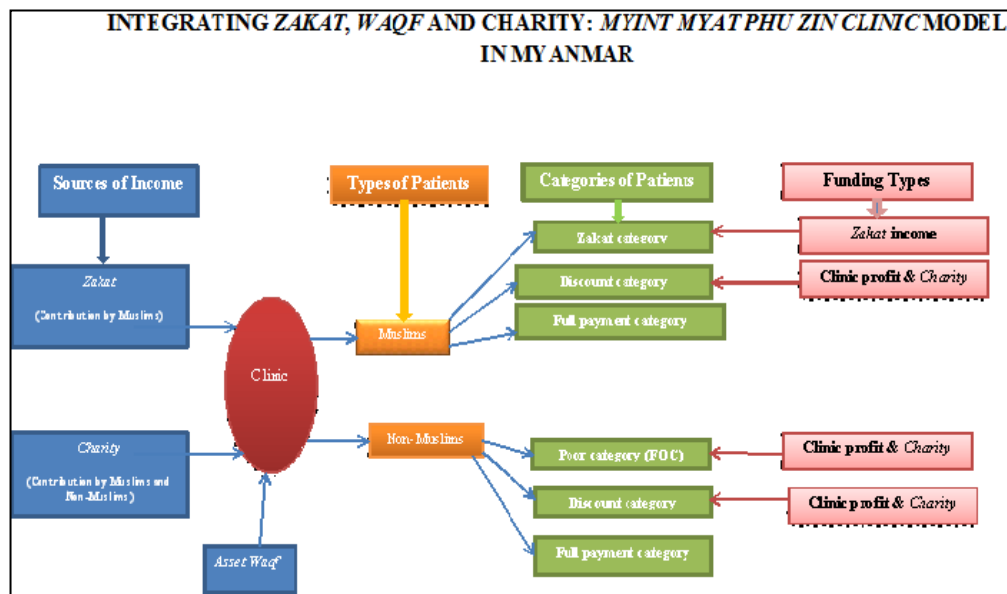 INTEGRATING ZAKAT, WAQF AND CHARITY: MYINT MYAT PHU ZIN CLINIC MODEL
IN MYANMAR
Sources of Income
Types of Patients
Categories of Patients
Funding Types
Zakat category
Zakat income
Zakat
(Contribution by Muslims)
Discount category
Clinic profit & Charity
Full payment category
Muslims
Clinic
Non-Muslims
Charity
(Contribution by Muslims and
Non-Muslims)
Poor category (FOC)
Clinic profit & Charity
Discount category
Clinic profit & Charity
Full payment category
Asset Waqf